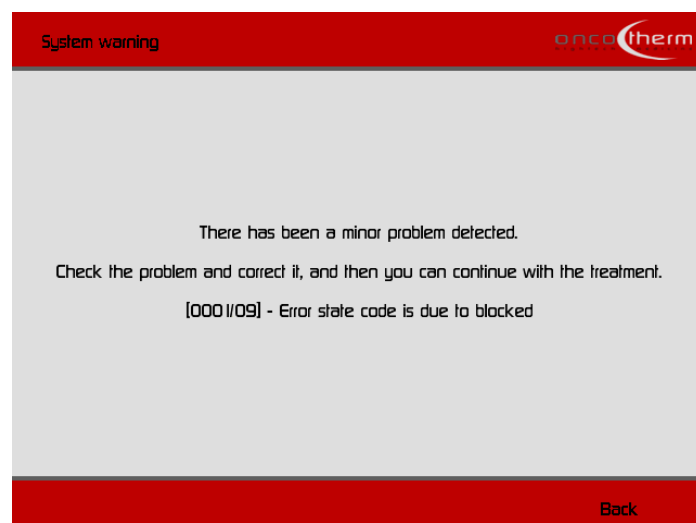 System warning
oncotherm
There has been a minor problem detected.
Check the problem and correct it, and then you can continue with the treatment.
[0001/09] - Error state code is due to blocked
Back